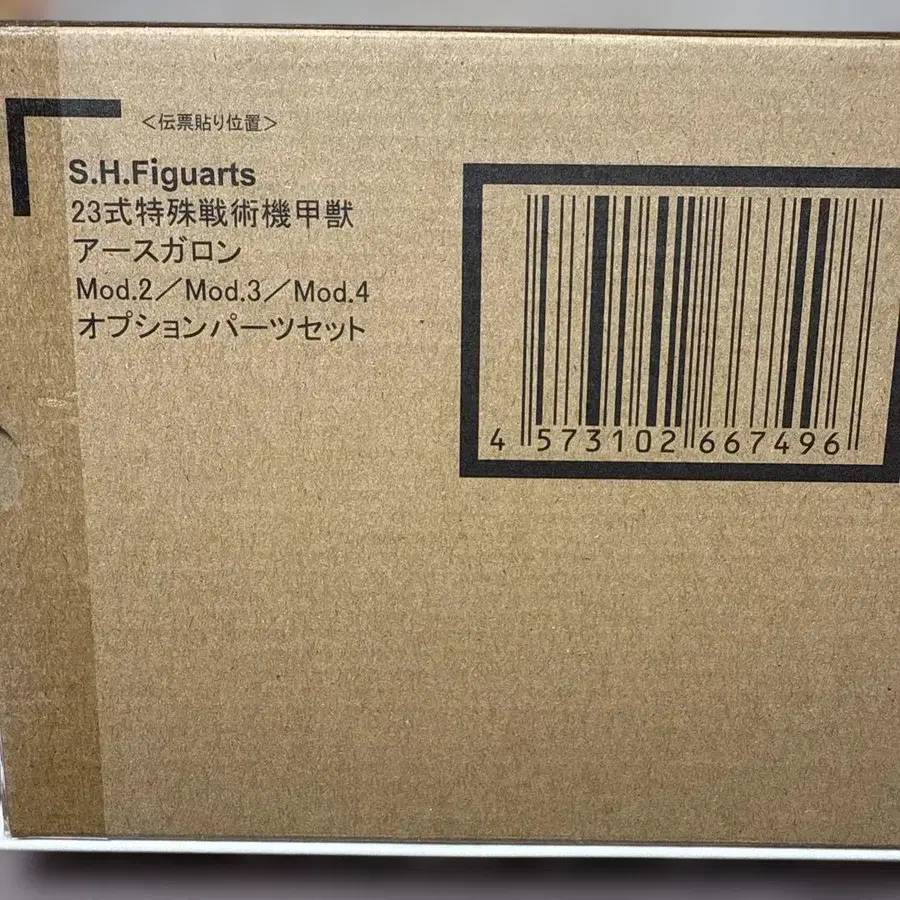 ＜伝票貼り位置＞
S.H.Figuarts
23式特殊戦術機甲獣
アースガロン
Mod.2／Mod.3／Mod.4
オプションパーツセット
4 573102 667496